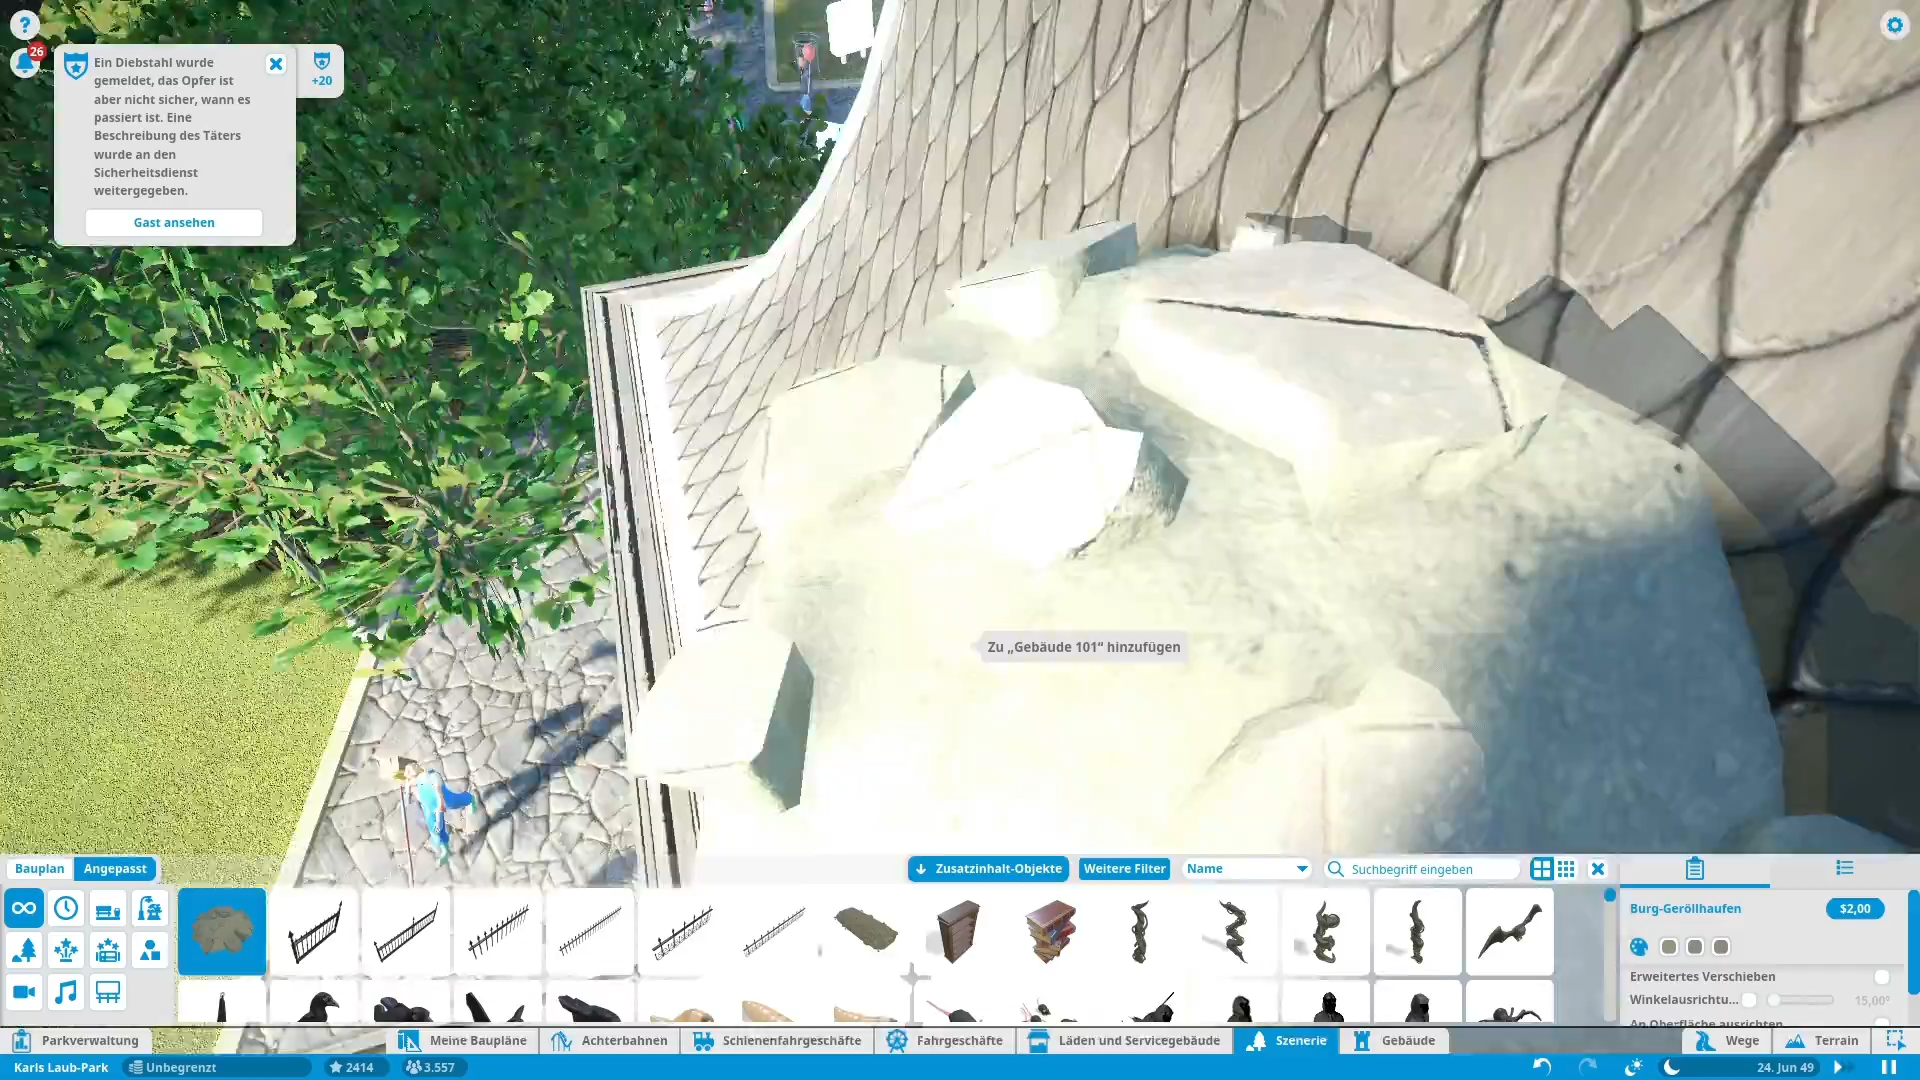 ?
26
Ein Diebstahl wurde
gemeldet, das Opfer ist
aber nicht sicher, wann es
passiert ist. Eine
Beschreibung des Täters
wurde an den
Sicherheitsdienst
weitergegeben.
Gast ansehen
+20
Zu „Gebäude 101“ hinzufügen
Bauplan
Angepasst
Zusatzinhalt-Objekte
Weitere Filter
Name
Suchbegriff eingeben
Burg-Geröllhaufen
$2,00
Erweitertes Verschieben
Winkelausrichtu...
15,00°
An Oberfläche ausrichten
Parkverwaltung
Meine Baupläne
Achterbahnen
Schienenfahrgeschäfte
Fahrgeschäfte
Läden und Servicegebäude
Szenerie
Gebäude
Wege
Terrain
Karls Laub-Park
Unbegrenzt
2414
3.557
24. Jun 49